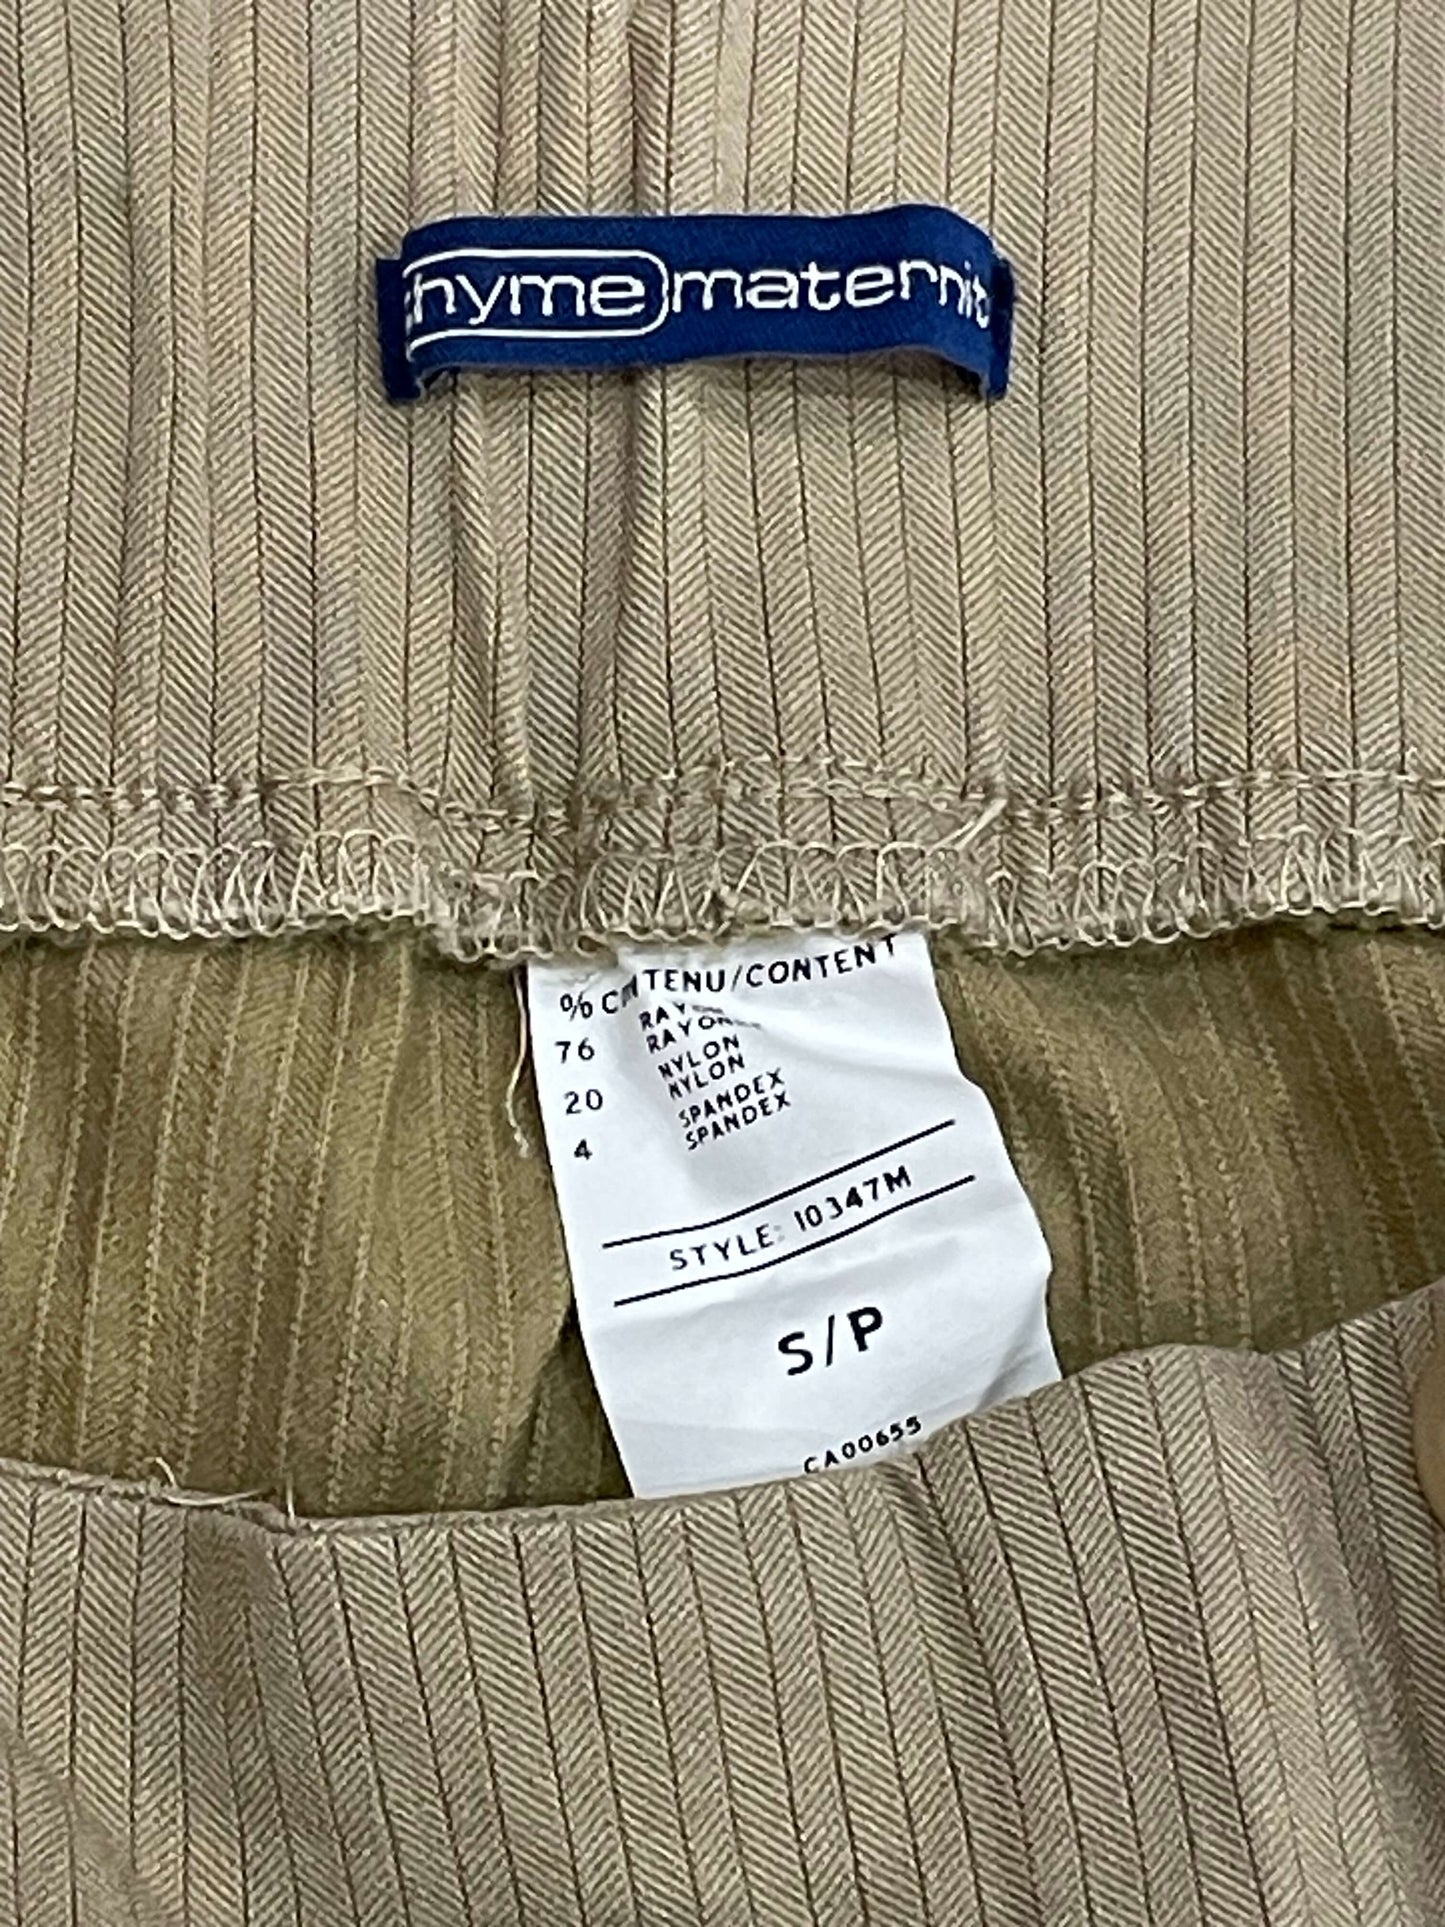 thyme maternit
% CONTENU/CONTENT
76 RAYONNE
RAYON
20 NYLON
NYLON
4 SPANDEX
SPANDEX
STYLE: 10347M
S/P
CA00655